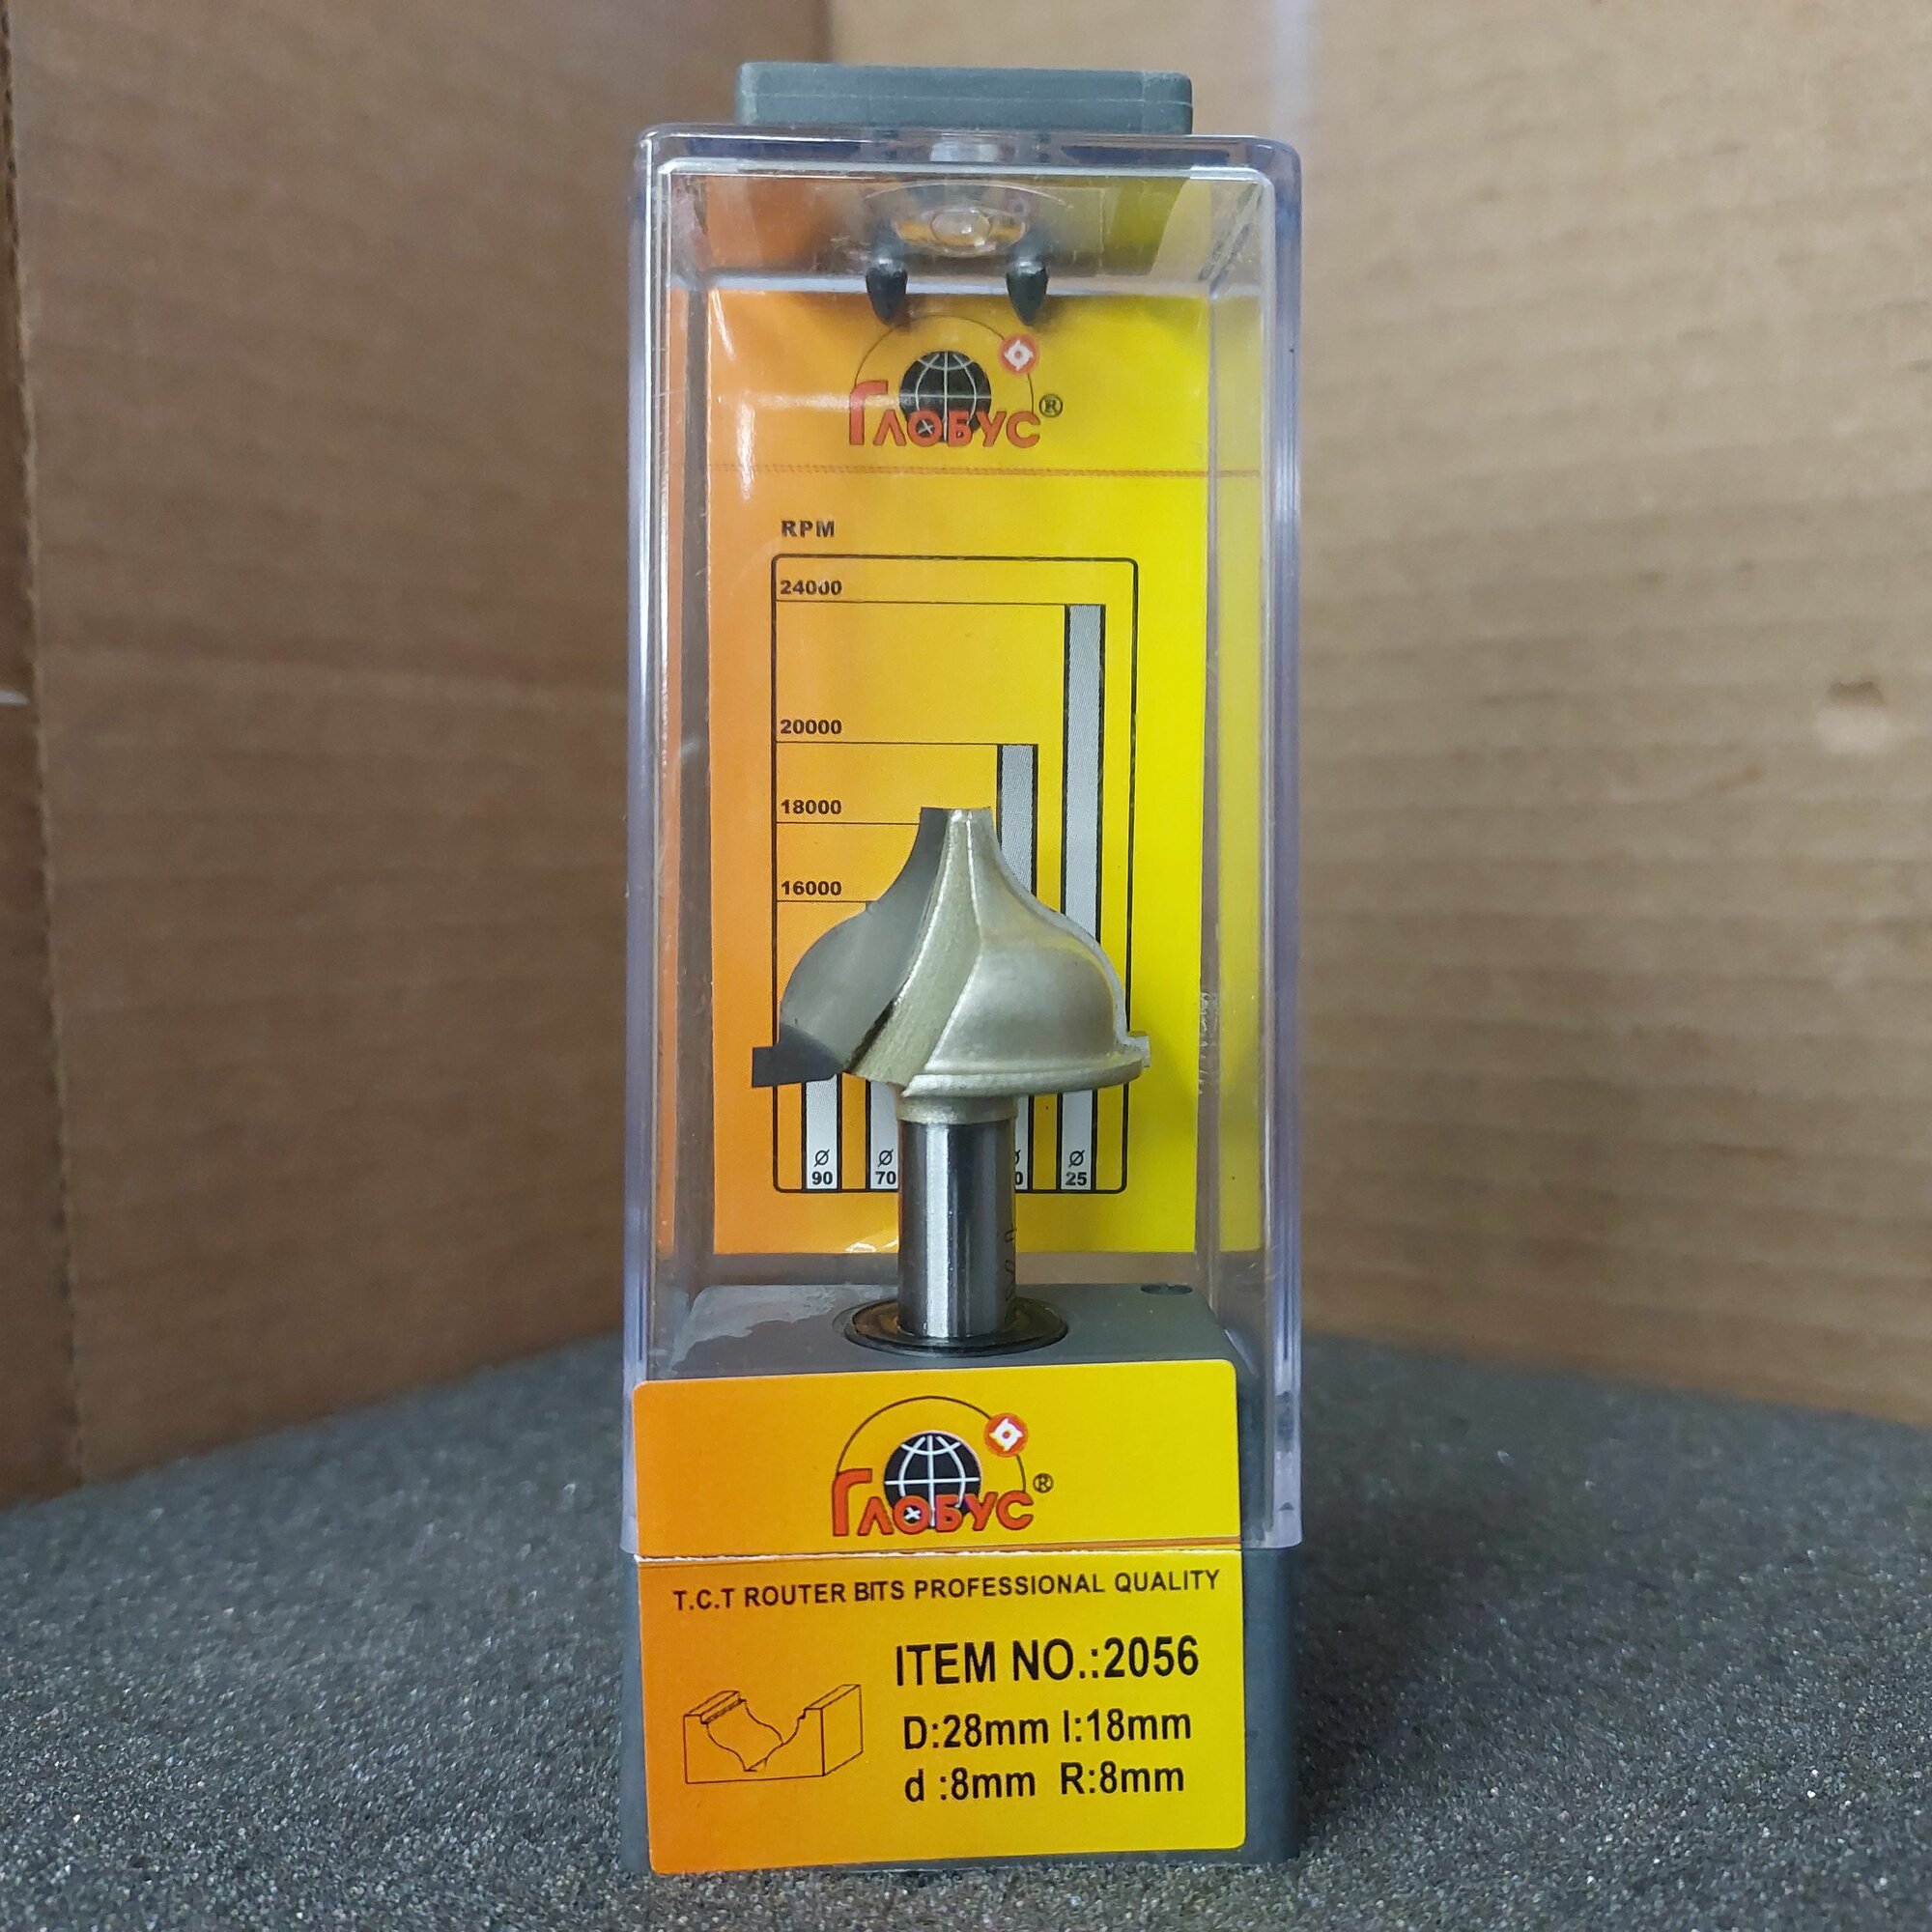 ГЛОБУС®
RPM
24000
20000
18000
16000
Ø Ø Ø
90 70 25
ГЛОБУС®
T.C.T ROUTER BITS PROFESSIONAL QUALITY
ITEM NO.:2056
D:28mm l:18mm
d :8mm R:8mm